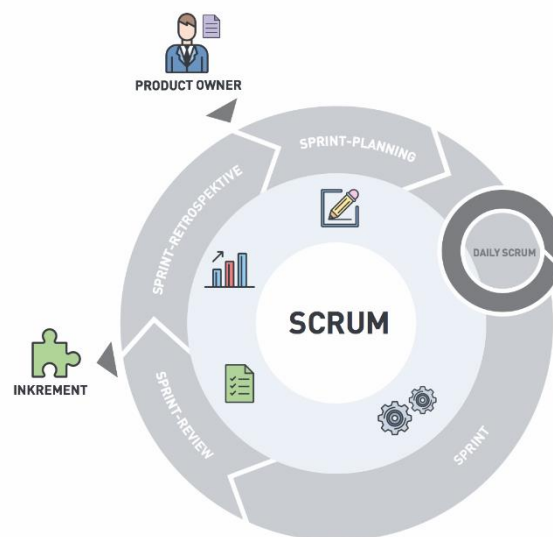 PRODUCT OWNER
SPRINT-PLANNING
SPRINT-RETROSPEKTIVE
DAILY SCRUM
SCRUM
INKREMENT
SPRINT-REVIEW
SPRINT